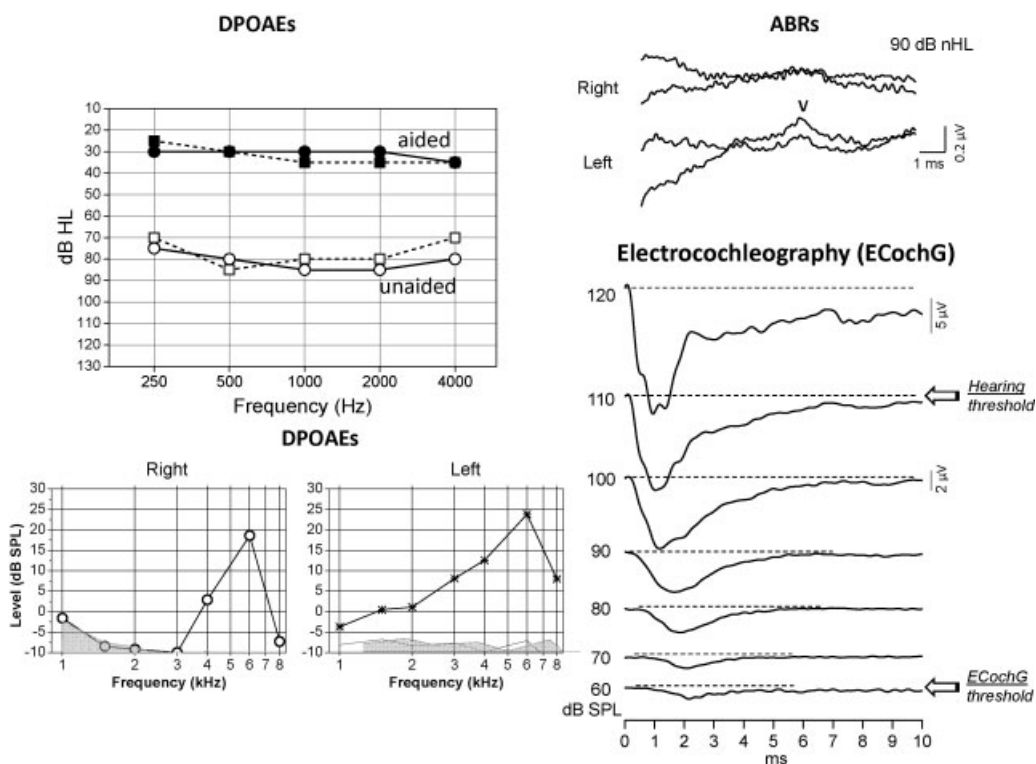 DPOAEs
10
20
30
40
50
60
70
80
90
100
110
120
130
dB HL
aided
unaided
250 500 1000 2000 4000
Frequency (Hz)
DPOAEs
Right
30
25
20
15
10
5
0
-5
-10
Level (dB SPL)
1 2 3 4 5 6 7 8
Frequency (kHz)
Left
30
25
20
15
10
5
0
-5
-10
1 2 3 4 5 6 7 8
Frequency (kHz)
ABRs
90 dB nHL
Right
V
Left
1 ms
0.2 µV
Electrocochleography (ECochG)
120
5 µV
110
Hearing
threshold
100
2 µV
90
80
70
60
ECochG
threshold
dB SPL
0 1 2 3 4 5 6 7 8 9 10
ms